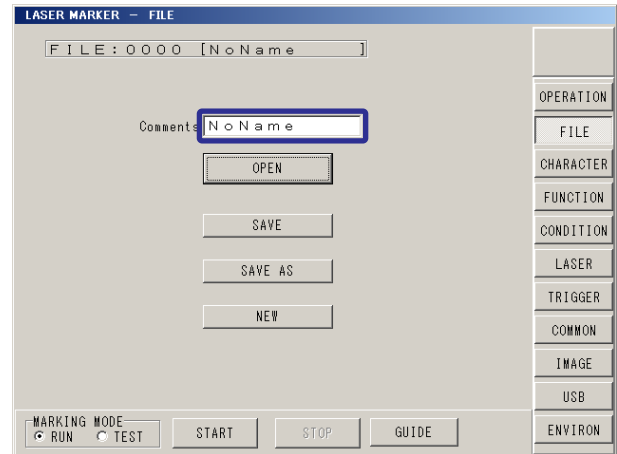 LASER MARKER － FILE
FILE:0000 [NoName ]
Comments NoName
OPEN
SAVE
SAVE AS
NEW
OPERATION
FILE
CHARACTER
FUNCTION
CONDITION
LASER
TRIGGER
COMMON
IMAGE
USB
ENVIRON
MARKING MODE
RUN TEST
START
STOP
GUIDE